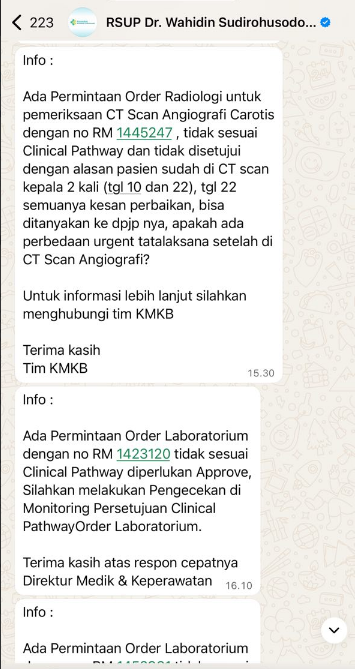 223
RSUP Dr. Wahidin Sudirohusodo...
Info :
Ada Permintaan Order Radiologi untuk
pemeriksaan CT Scan Angiografi Carotis
dengan no RM 1445247 , tidak sesuai
Clinical Pathway dan tidak disetujui
dengan alasan pasien sudah di CT scan
kepala 2 kali (tgl 10 dan 22), tgl 22
semuanya kesan perbaikan, bisa
ditanyakan ke dpjp nya, apakah ada
perbedaan urgent tatalaksana setelah di
CT Scan Angiografi?
Untuk informasi lebih lanjut silahkan
menghubungi tim KMKB
Terima kasih
Tim KMKB
15.30
Info :
Ada Permintaan Order Laboratorium
dengan no RM 1423120 tidak sesuai
Clinical Pathway diperlukan Approve,
Silahkan melakukan Pengecekan di
Monitoring Persetujuan Clinical
PathwayOrder Laboratorium.
Terima kasih atas respon cepatnya
Direktur Medik & Keperawatan
16.10
Info :
Ada Permintaan Order Laboratorium